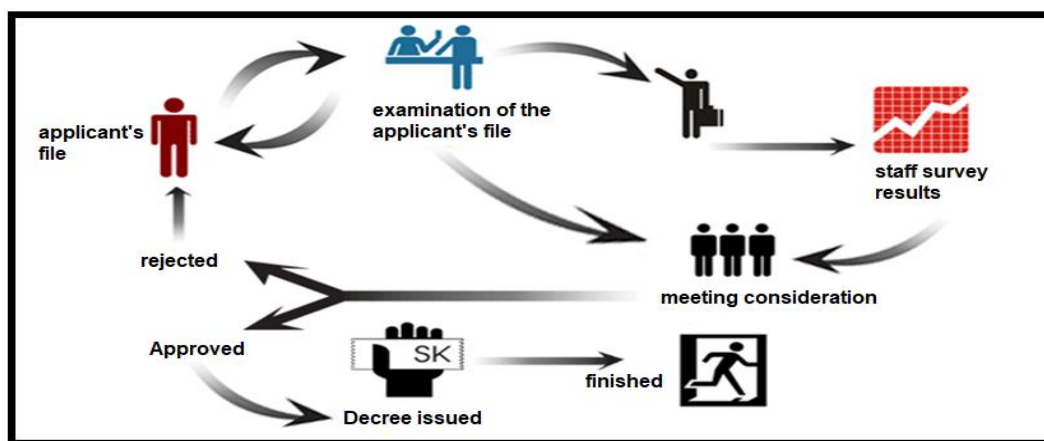 applicant's
file
examination of the
applicant's file
staff survey
results
meeting consideration
rejected
Approved
SK
Decree issued
finished